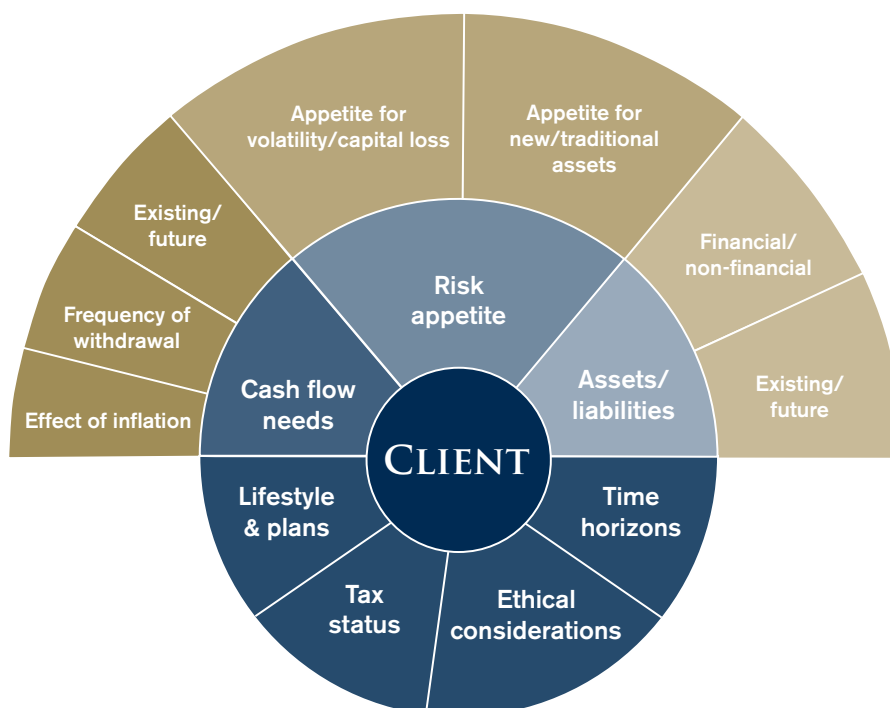 Appetite for
volatility/capital loss
Appetite for
new/traditional
assets
Existing/
future
Financial/
non-financial
Frequency of
withdrawal
Risk
appetite
Effect of inflation
Cash flow
needs
Assets/
liabilities
Existing/
future
CLIENT
Lifestyle
& plans
Time
horizons
Tax
status
Ethical
considerations